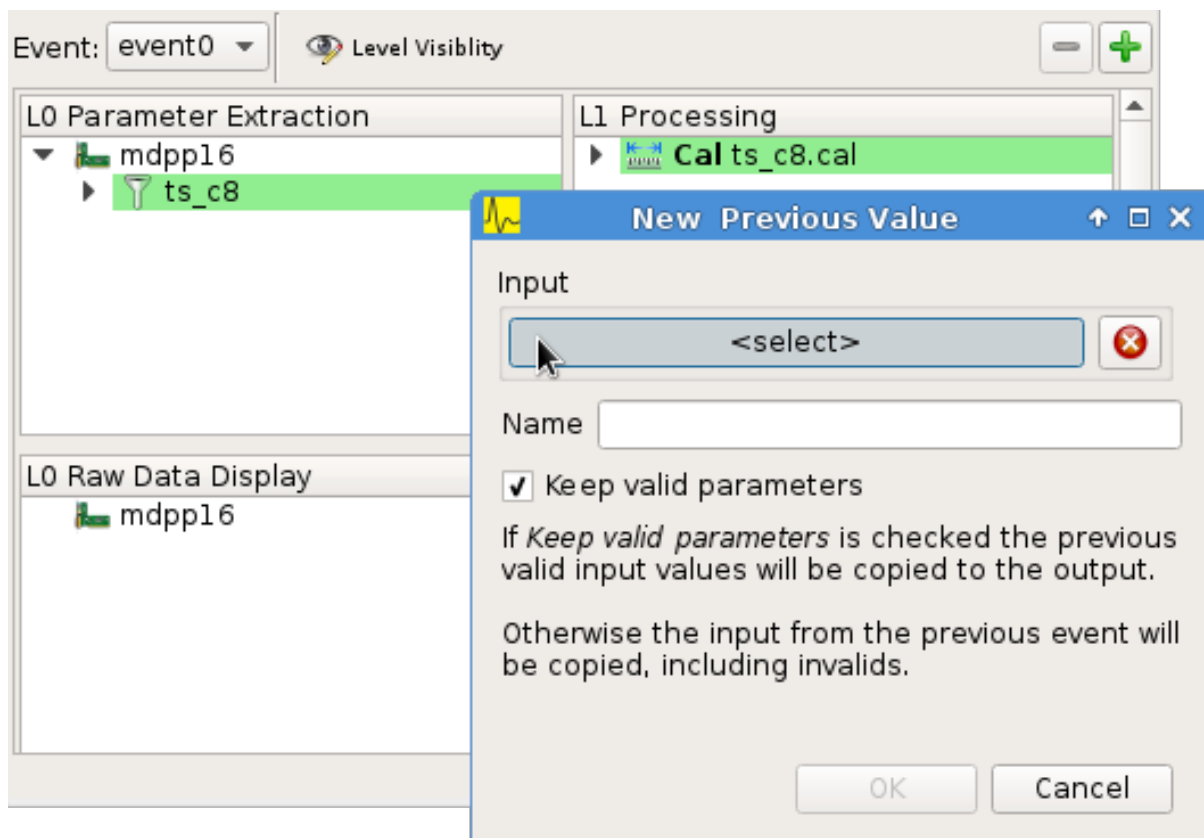 Event: event0 Level Visiblity
L0 Parameter Extraction
mdpp16
ts_c8
L1 Processing
Cal ts_c8.cal
L0 Raw Data Display
mdpp16
New Previous Value
Input
<select>
Name
Keep valid parameters
If Keep valid parameters is checked the previous
valid input values will be copied to the output.
Otherwise the input from the previous event will
be copied, including invalids.
OK Cancel